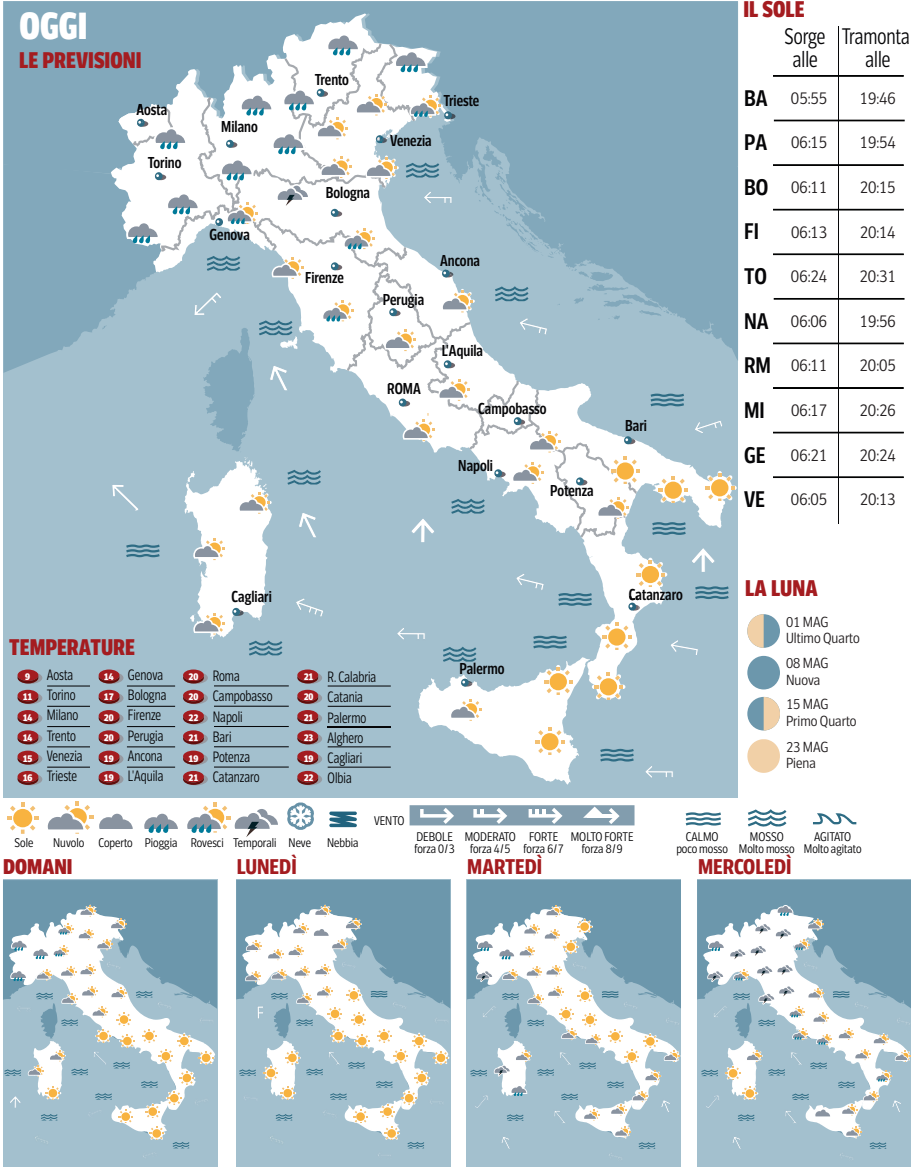 OGGI
LE PREVISIONI
Aosta
Trento
Trieste
Milano
Venezia
Torino
Bologna
Genova
Firenze
Ancona
Perugia
L'Aquila
ROMA
Campobasso
Bari
Napoli
Potenza
Cagliari
Catanzaro
Palermo
TEMPERATURE
9 Aosta
11 Torino
14 Milano
14 Trento
15 Venezia
16 Trieste
14 Genova
17 Bologna
20 Firenze
20 Perugia
19 Ancona
19 L'Aquila
20 Roma
20 Campobasso
22 Napoli
21 Bari
19 Potenza
21 Catanzaro
21 R. Calabria
20 Catania
21 Palermo
23 Alghero
19 Cagliari
22 Olbia
IL SOLE
Sorge alle
Tramonta alle
BA 05:55 19:46
PA 06:15 19:54
BO 06:11 20:15
FI 06:13 20:14
TO 06:24 20:31
NA 06:06 19:56
RM 06:11 20:05
MI 06:17 20:26
GE 06:21 20:24
VE 06:05 20:13
LA LUNA
01 MAG
Ultimo Quarto
08 MAG
Nuova
15 MAG
Primo Quarto
23 MAG
Piena
Sole
Nuvolo
Coperto
Pioggia
Rovesci
Temporali
Neve
Nebbia
VENTO
DEBOLE
forza 0/3
MODERATO
forza 4/5
FORTE
forza 6/7
MOLTO FORTE
forza 8/9
CALMO
poco mosso
MOSSO
Molto mosso
AGITATO
Molto agitato
DOMANI
LUNEDÌ
MARTEDÌ
MERCOLEDÌ